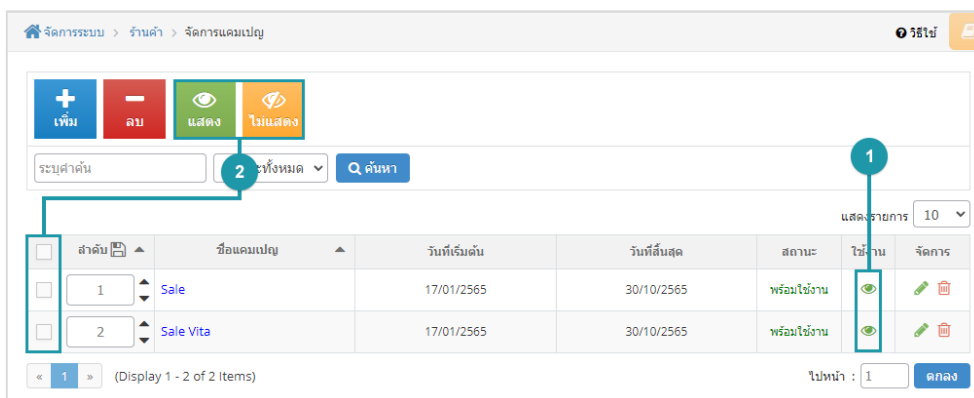 จัดการระบบ > ร้านค้า > จัดการแคมเปญ
วิธีใช้
เพิ่ม ลบ แสดง ไม่แสดง
ระบุคำค้น 2 ะทั้งหมด ค้นหา
1
แสดงรายการ 10
ลำดับ ชื่อแคมเปญ วันที่เริ่มต้น วันที่สิ้นสุด สถานะ ใช้งาน จัดการ
1 Sale 17/01/2565 30/10/2565 พร้อมใช้งาน
2 Sale Vita 17/01/2565 30/10/2565 พร้อมใช้งาน
« 1 » (Display 1 - 2 of 2 Items) ไปหน้า : 1 ตกลง